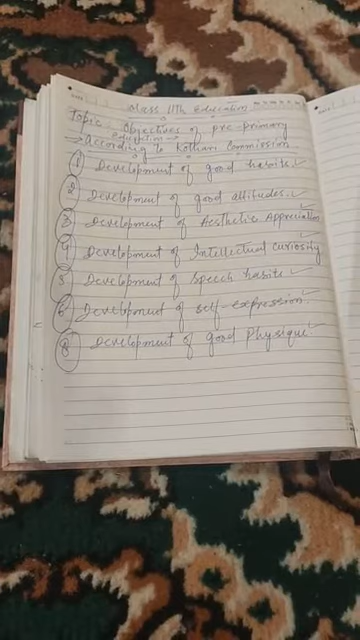 Class 11th Education
Topic: Objectives of pre-primary
Education →
→ According to Kothari Commission
1 Development of good habits.
2 Development of good attitudes.
3 Development of Aesthetic Appreciation
4 Development of Intellectual curiosity
5 Development of speech habits
6 Development of self-expression.
8 Development of good Physique.